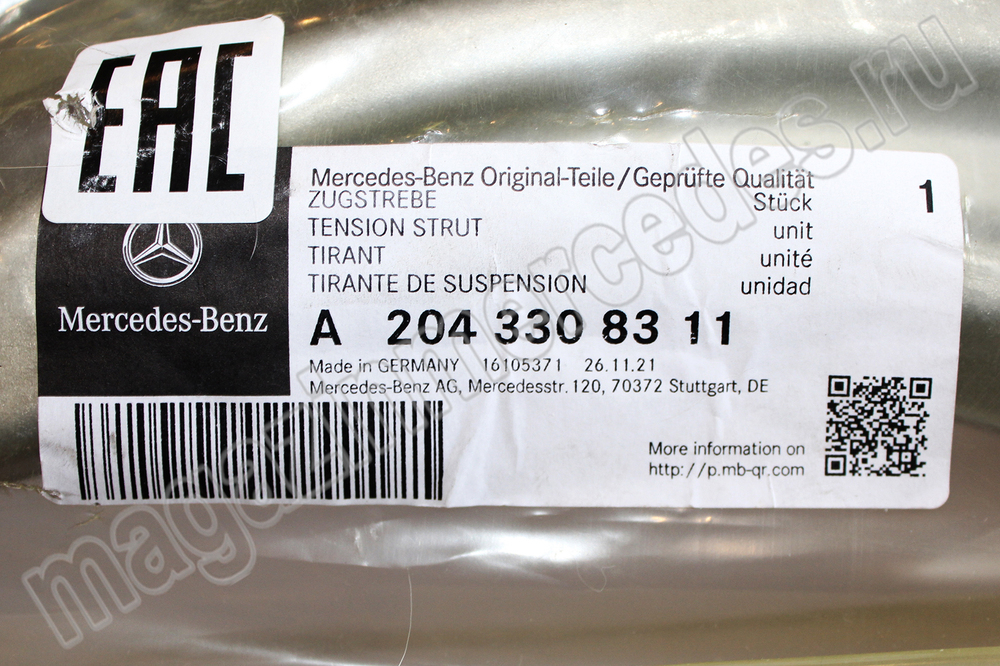 EAC
Mercedes-Benz
Mercedes-Benz Original-Teile/Geprüfte Qualität
ZUGSTREBE Stück 1
TENSION STRUT unit
TIRANT unité
TIRANTE DE SUSPENSION unidad
A 204 330 83 11
Made in GERMANY 16105371 26.11.21
Mercedes-Benz AG, Mercedesstr.120, 70372 Stuttgart, DE
More information on
http://p.mb-qr.com
magazinmercedes.ru